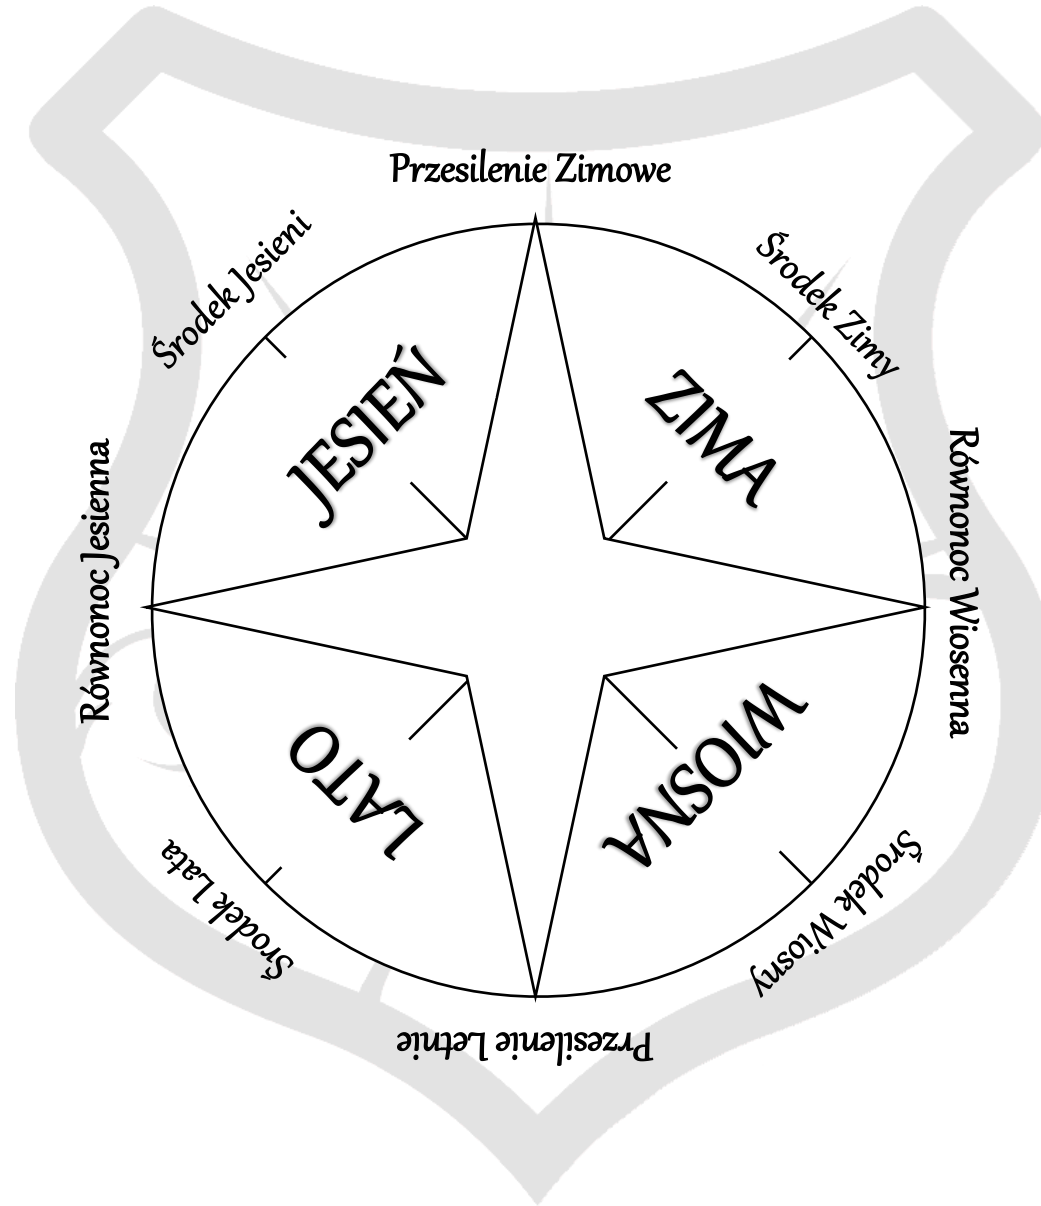 Przesilenie Zimowe
Środek Zimy
Równonoc Wiosenna
Środek Wiosny
Przesilenie Letnie
Środek Lata
Równonoc Jesienna
Środek Jesieni
ZIMA
WIOSNA
LATO
JESIEŃ